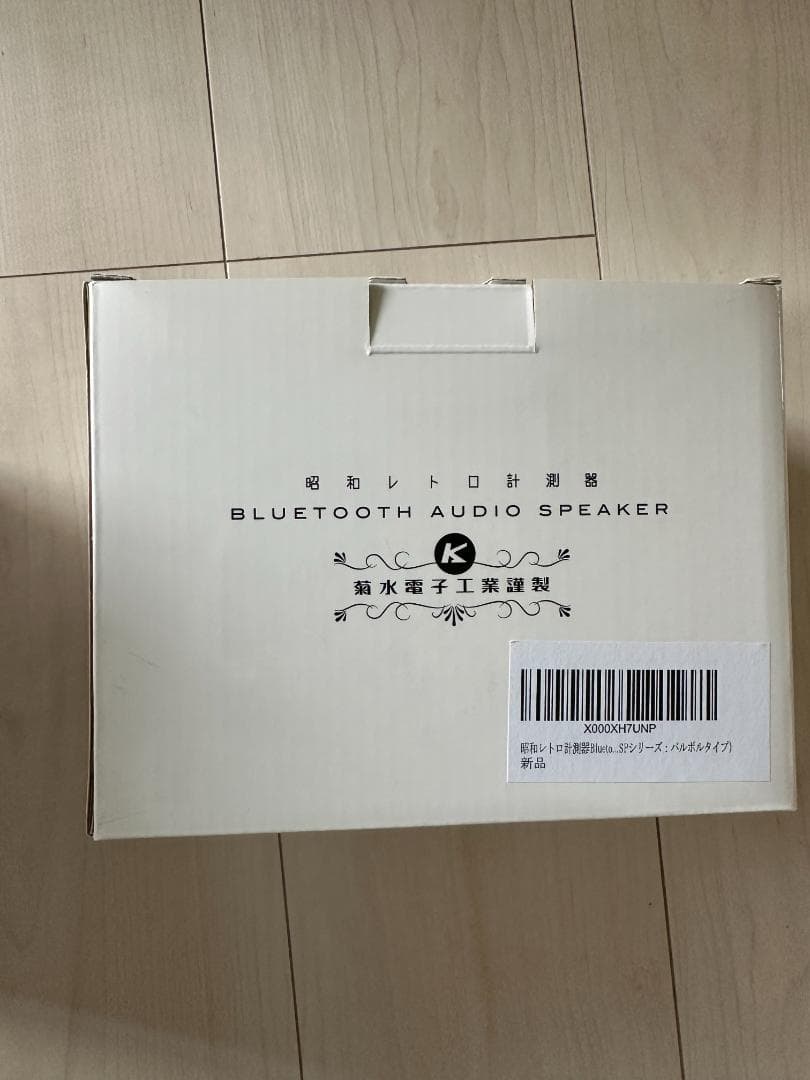 昭和レトロ計測器
BLUETOOTH AUDIO SPEAKER
K
菊水電子工業謹製
X000XH7UNP
昭和レトロ計測器Blueto...SPシリーズ：バルボルタイプ)
新品